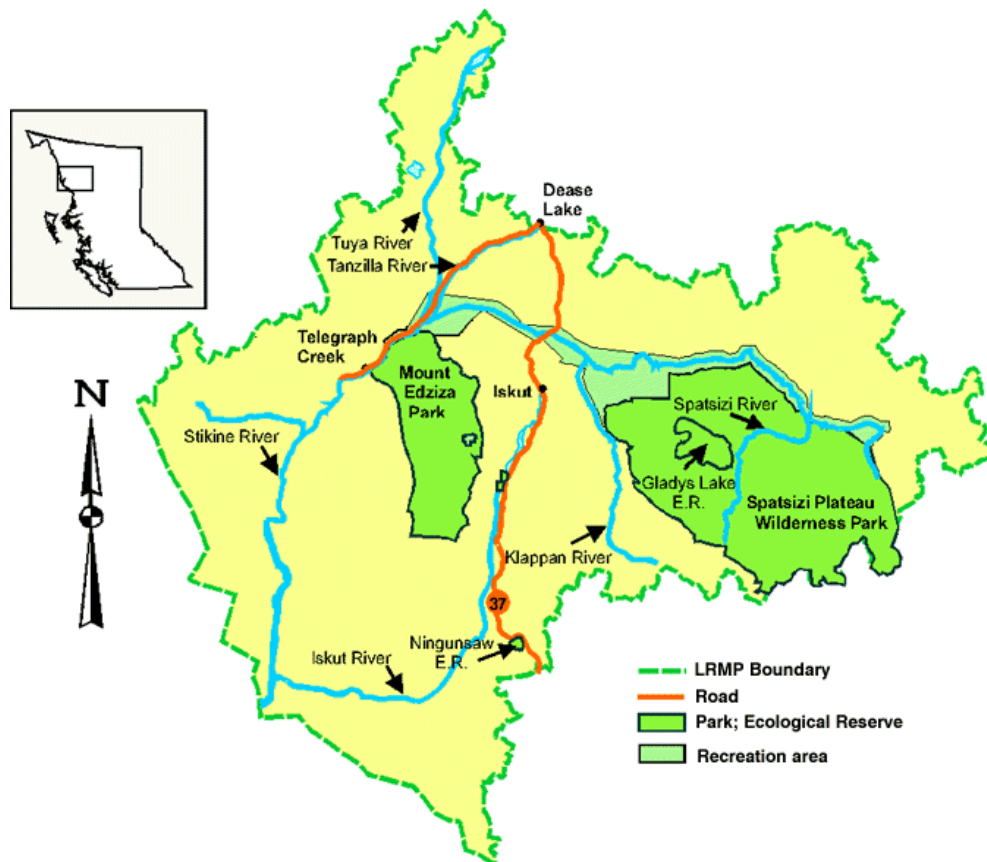 Dease
Lake
Tuya River
Tanzilla River
Telegraph
Creek
Mount
Edziza
Park
Iskut
Spatsizi River
Stikine River
Gladys Lake
E.R.
Spatsizi Plateau
Wilderness Park
N
Klappan River
37
Ningunsaw
E.R.
Iskut River
LRMP Boundary
Road
Park; Ecological Reserve
Recreation area